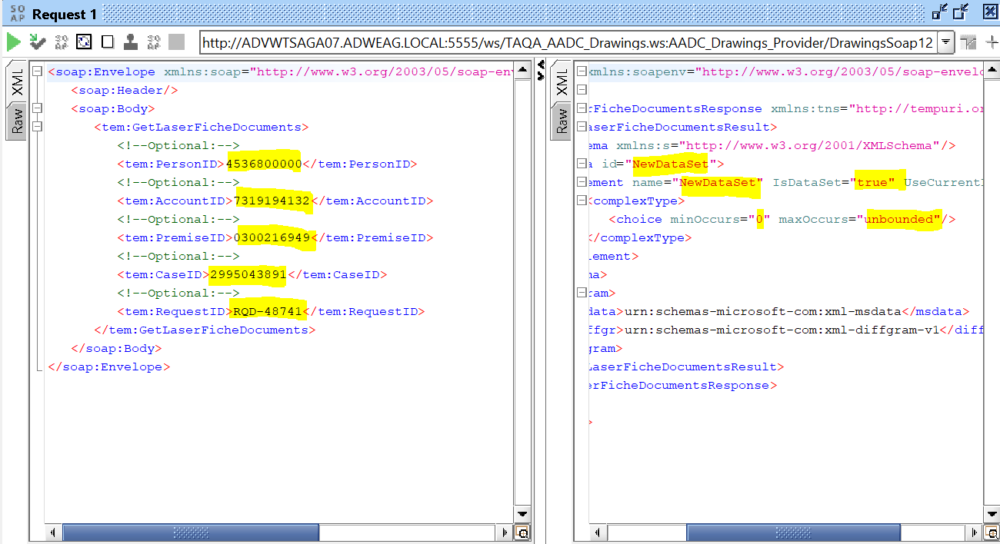 SO AP Request 1
http://ADVWTSAGA07.ADWEAG.LOCAL:5555/ws/TAQA_AADC_Drawings.ws:AADC_Drawings_Provider/DrawingsSoap12
XML
Raw
<soap:Envelope xmlns:soap="http://www.w3.org/2003/05/soap-en
<soap:Header/>
<soap:Body>
<tem:GetLaserFicheDocuments>
<!--Optional:-->
<tem:PersonID>4536800000</tem:PersonID>
<!--Optional:-->
<tem:AccountID>7319194132</tem:AccountID>
<!--Optional:-->
<tem:PremiseID>0300216949</tem:PremiseID>
<!--Optional:-->
<tem:CaseID>2995043891</tem:CaseID>
<!--Optional:-->
<tem:RequestID>RQD-48741</tem:RequestID>
</tem:GetLaserFicheDocuments>
</soap:Body>
</soap:Envelope>
XML
Raw
xmlns:soapenv="http://www.w3.org/2003/05/soap-envelo
rFicheDocumentsResponse xmlns:tns="http://tempuri.or
aserFicheDocumentsResult>
ema xmlns:s="http://www.w3.org/2001/XMLSchema"/>
a id="NewDataSet">
ement name="NewDataSet" IsDataSet="true" UseCurrent
<complexType>
<choice minOccurs="0" maxOccurs="unbounded"/>
</complexType>
lement>
ma>
ram>
data>urn:schemas-microsoft-com:xml-msdata</msdata>
ffgr>urn:schemas-microsoft-com:xml-diffgram-v1</diff
gram>
LaserFicheDocumentsResult>
erFicheDocumentsResponse>
>